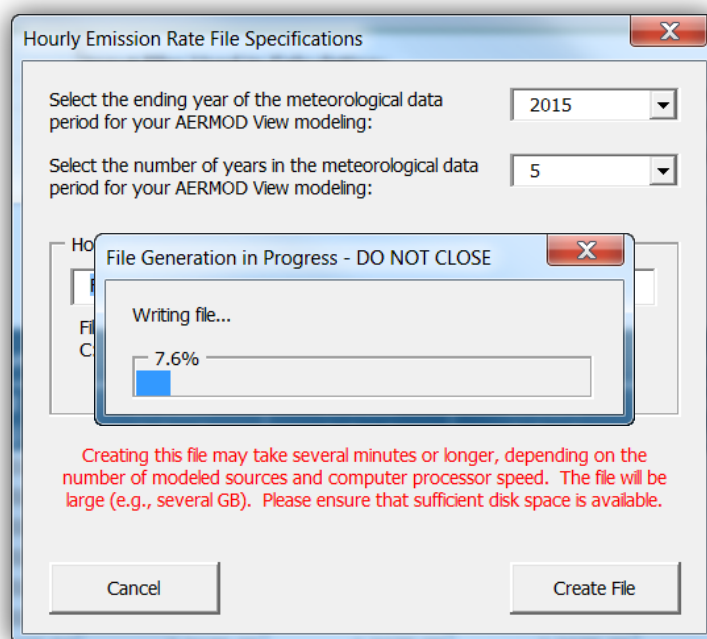 Hourly Emission Rate File Specifications
Select the ending year of the meteorological data
period for your AERMOD View modeling:
2015
Select the number of years in the meteorological data
period for your AERMOD View modeling:
5
File Generation in Progress - DO NOT CLOSE
Writing file...
7.6%
Creating this file may take several minutes or longer, depending on the
number of modeled sources and computer processor speed. The file will be
large (e.g., several GB). Please ensure that sufficient disk space is available.
Cancel
Create File